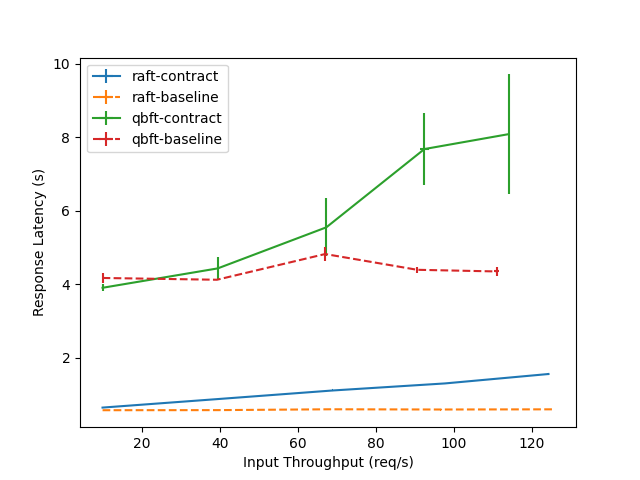 10
8
6
4
2
Response Latency (s)
raft-contract
raft-baseline
qbft-contract
qbft-baseline
20
40
60
80
100
120
Input Throughput (req/s)